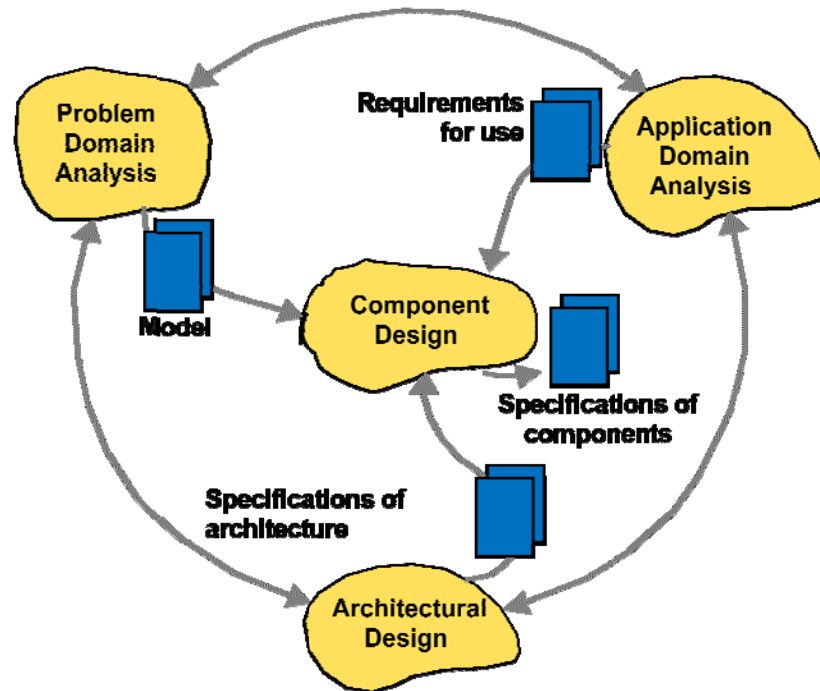 Problem
Domain
Analysis
Requirements
for use
Application
Domain
Analysis
Model
Component
Design
Specifications of
components
Specifications of
architecture
Architectural
Design